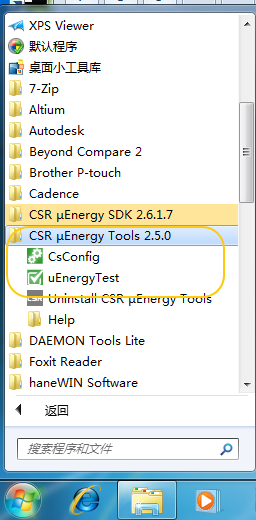 XPS Viewer
默认程序
桌面小工具库
7-Zip
Altium
Autodesk
Beyond Compare 2
Brother P-touch
Cadence
CSR µEnergy SDK 2.6.1.7
CSR µEnergy Tools 2.5.0
CsConfig
uEnergyTest
Uninstall CSR µEnergy Tools
Help
DAEMON Tools Lite
Foxit Reader
haneWIN Software
返回
搜索程序和文件